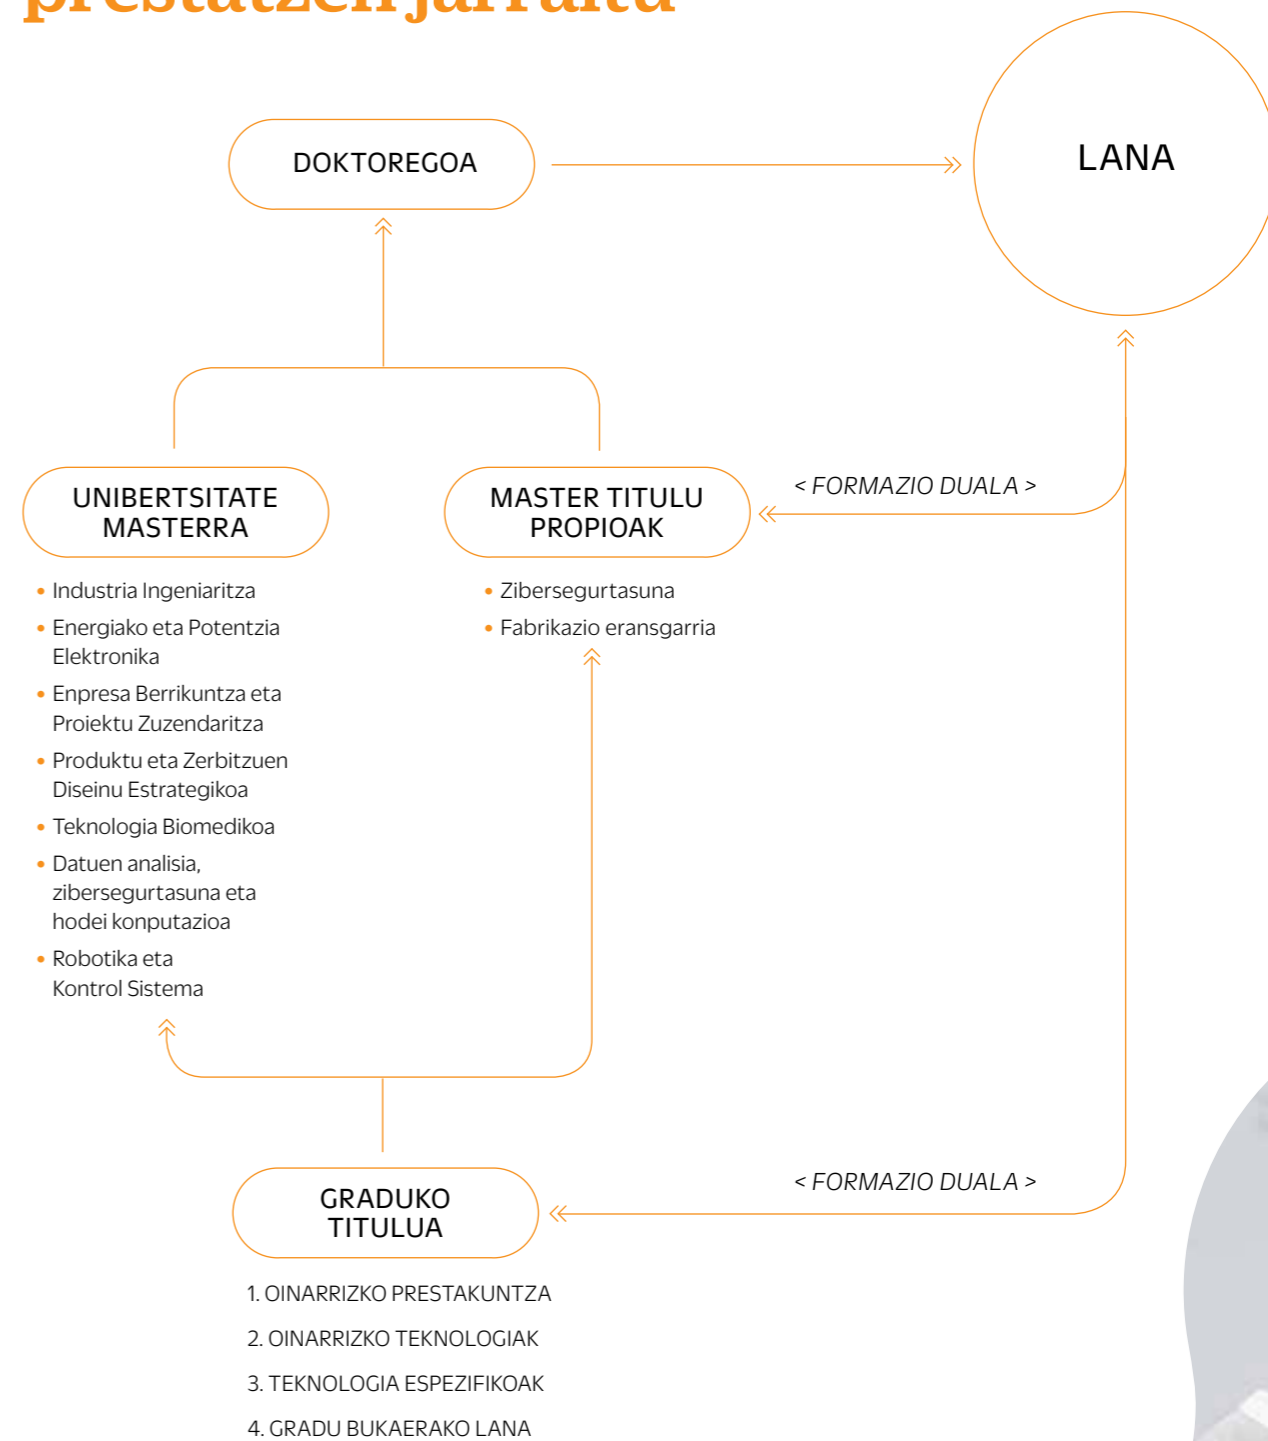 prestatzen jarraitu
DOKTOREGOA
LANA
UNIBERTSITATE
MASTERRA
• Industria Ingeniaritza
• Energiako eta Potentzia
Elektronika
• Enpresa Berrikuntza eta
Proiektu Zuzendaritza
• Produktu eta Zerbitzuen
Diseinu Estrategikoa
• Teknologia Biomedikoa
• Datuen analisia,
zibersegurtasuna eta
hodei konputazioa
• Robotika eta
Kontrol Sistema
MASTER TITULU
PROPIOAK
• Zibersegurtasuna
• Fabrikazio eransgarria
< FORMAZIO DUALA >
< FORMAZIO DUALA >
GRADUKO
TITULUA
1. OINARRIZKO PRESTAKUNTZA
2. OINARRIZKO TEKNOLOGIAK
3. TEKNOLOGIA ESPEZIFIKOAK
4. GRADU BUKAERAKO LANA